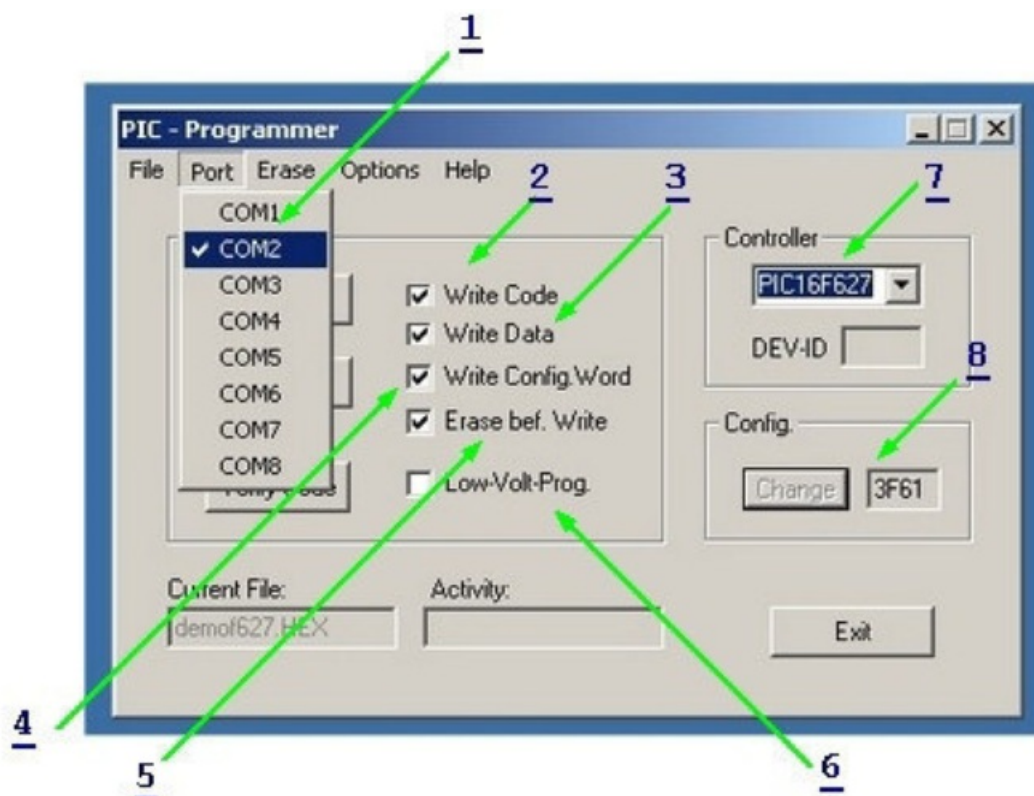 1
PIC - Programmer
File Port Erase Options Help
2
3
7
COM1
COM2
COM3
COM4
COM5
COM6
COM7
COM8
Write Code
Write Data
Write Config.Word
Erase bef. Write
Low-Volt-Prog.
Code
Controller
PIC16F627
DEV-ID
8
Config.
Change 3F61
Current File:
demof627.HEX
Activity:
Exit
4
5
6